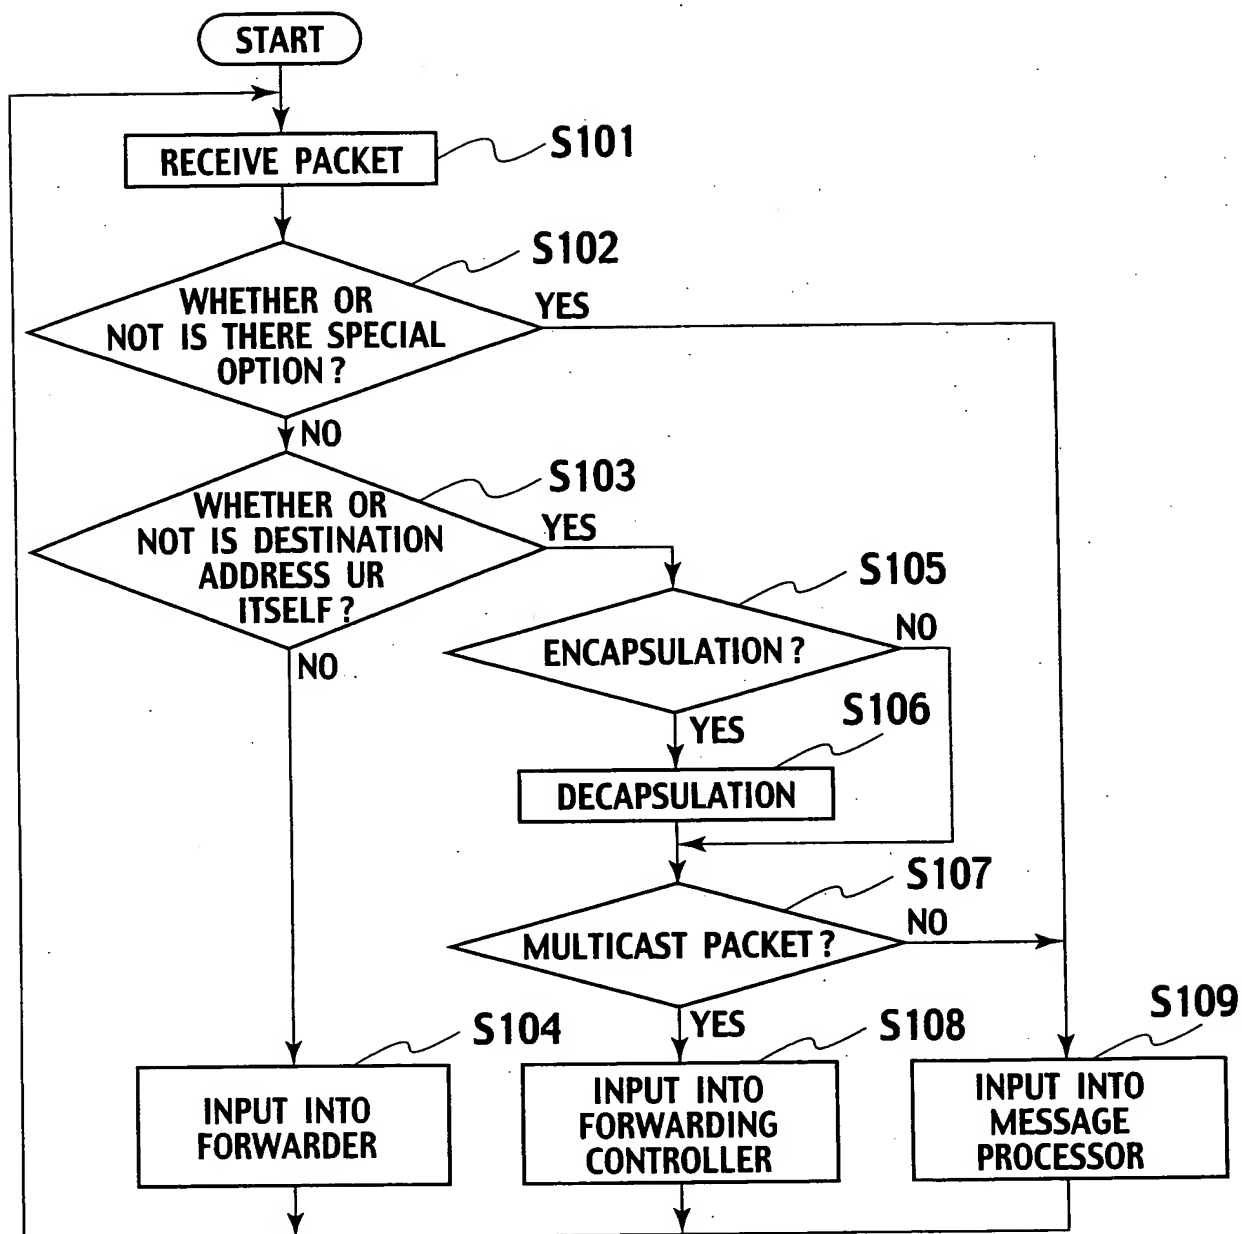 START
RECEIVE PACKET
S101
S102
WHETHER OR
NOT IS THERE SPECIAL
OPTION?
YES
NO
S103
WHETHER OR
NOT IS DESTINATION
ADDRESS UR
ITSELF?
YES
NO
S105
ENCAPSULATION?
NO
YES
S106
DECAPSULATION
S107
MULTICAST PACKET?
NO
YES
S104
INPUT INTO
FORWARDER
S108
INPUT INTO
FORWARDING
CONTROLLER
S109
INPUT INTO
MESSAGE
PROCESSOR